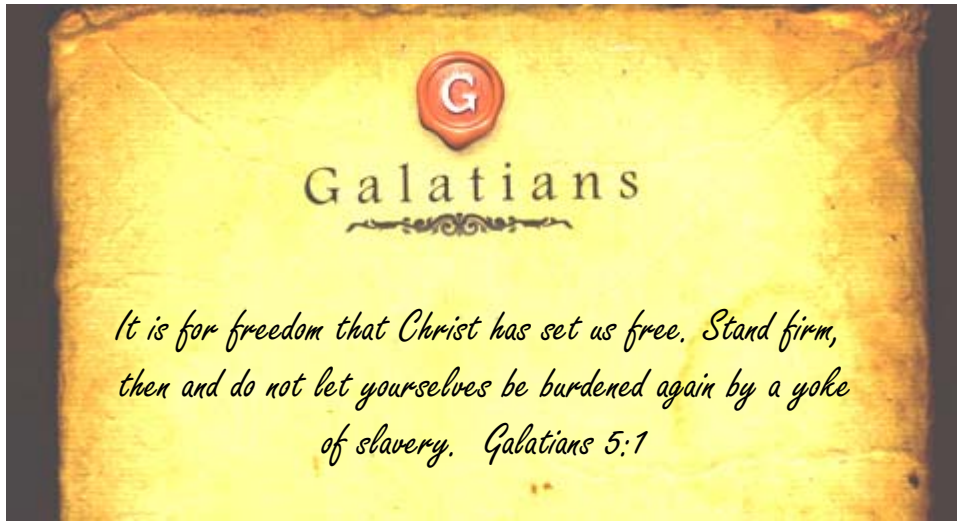 G
Galatians
It is for freedom that Christ has set us free. Stand firm,
then and do not let yourselves be burdened again by a yoke
of slavery. Galatians 5:1